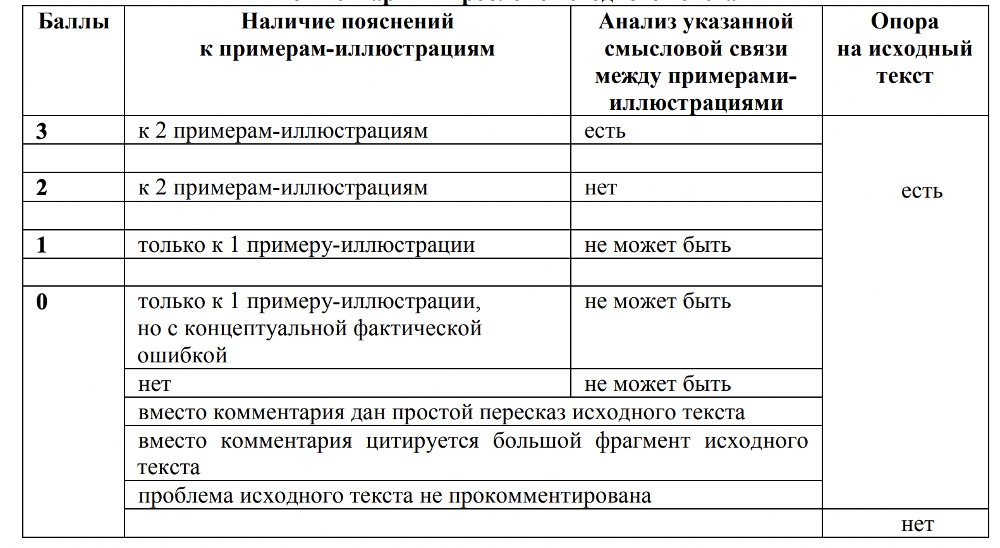 Баллы
Наличие пояснений
к примерам-иллюстрациям
Анализ указанной
смысловой связи
между примерами-
иллюстрациями
Опора
на исходный
текст
3
к 2 примерам-иллюстрациям
есть
2
к 2 примерам-иллюстрациям
нет
есть
1
только к 1 примеру-иллюстрации
не может быть
0
только к 1 примеру-иллюстрации,
но с концептуальной фактической
ошибкой
не может быть
нет
не может быть
вместо комментария дан простой пересказ исходного текста
вместо комментария цитируется большой фрагмент исходного
текста
проблема исходного текста не прокомментирована
нет